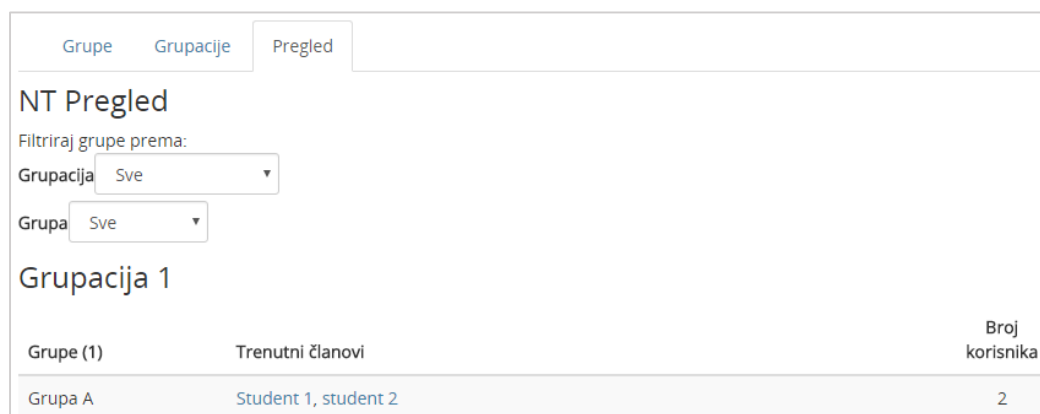 Grupe Grupacije Pregled
NT Pregled
Filtriraj grupe prema:
Grupacija Sve
Grupa Sve
Grupacija 1
Grupe (1) Trenutni članovi Broj korisnika
Grupa A Student 1, student 2 2